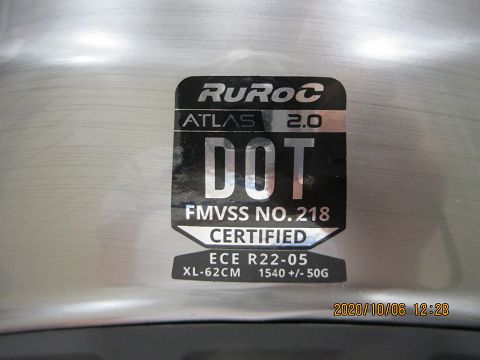 RUROC
ATLAS 2.0
DOT
FMVSS NO. 218
CERTIFIED
ECE R22-05
XL-62CM 1540 +/- 50G
2020/10/06 12:28